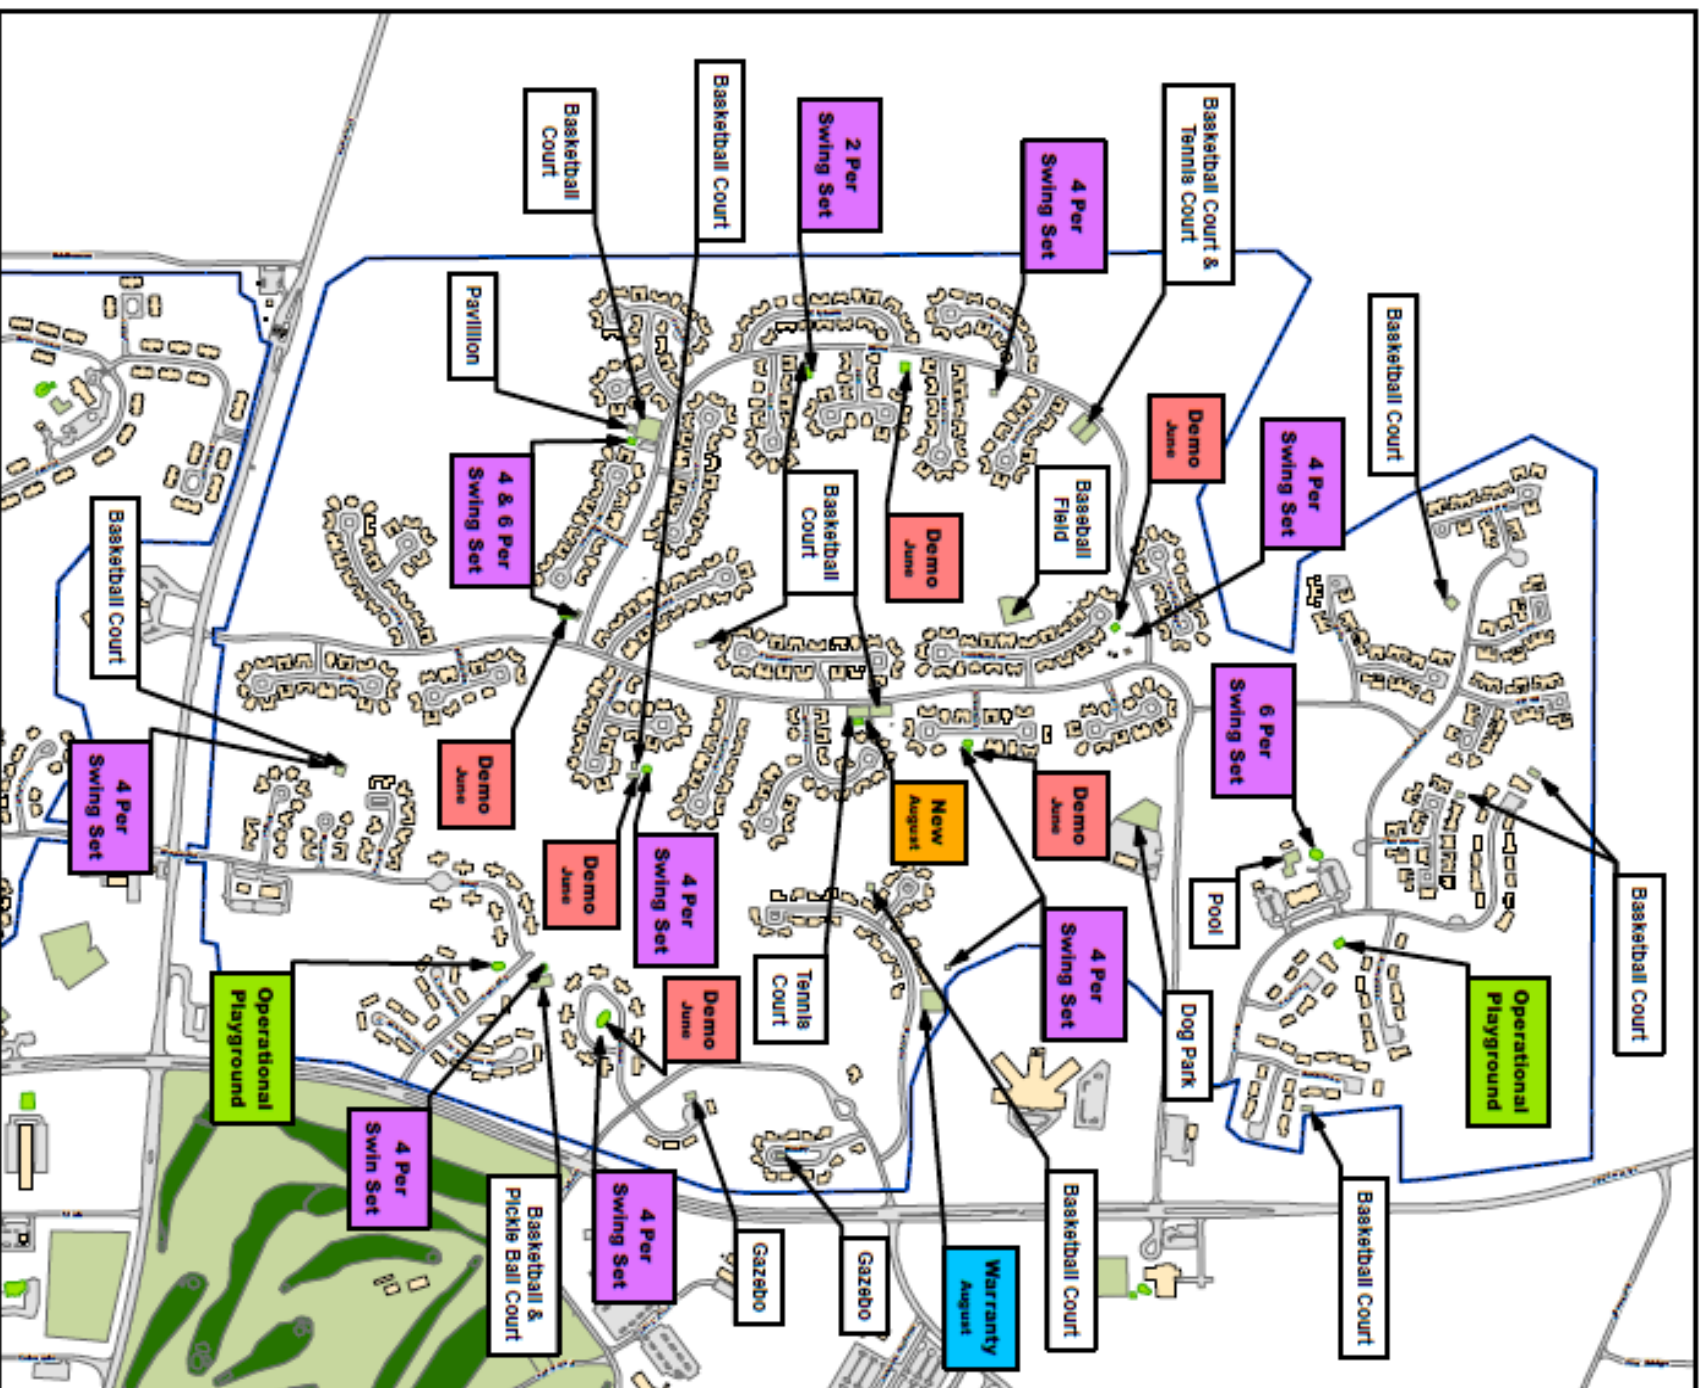 Basketball Court
Basketball
Court
2 Per
Swing Set
4 Per
Swing Set
Basketball Court &
Tennis Court
Basketball Court
Pavillion
4 & 6 Per
Swing Set
Basketball
Court
Demo
June
Baseball
Field
Demo
June
4 Per
Swing Set
Basketball Court
4 Per
Swing Set
Demo
June
Demo
June
4 Per
Swing Set
New
August
Demo
June
6 Per
Swing Set
Pool
Basketball Court
Operational
Playground
Demo
June
Tennis
Court
4 Per
Swing Set
Dog Park
Operational
Playground
4 Per
Swin Set
Basketball &
Pickle Ball Court
4 Per
Swing Set
Gazebo
Gazebo
Warranty
August
Basketball Court
Basketball Court